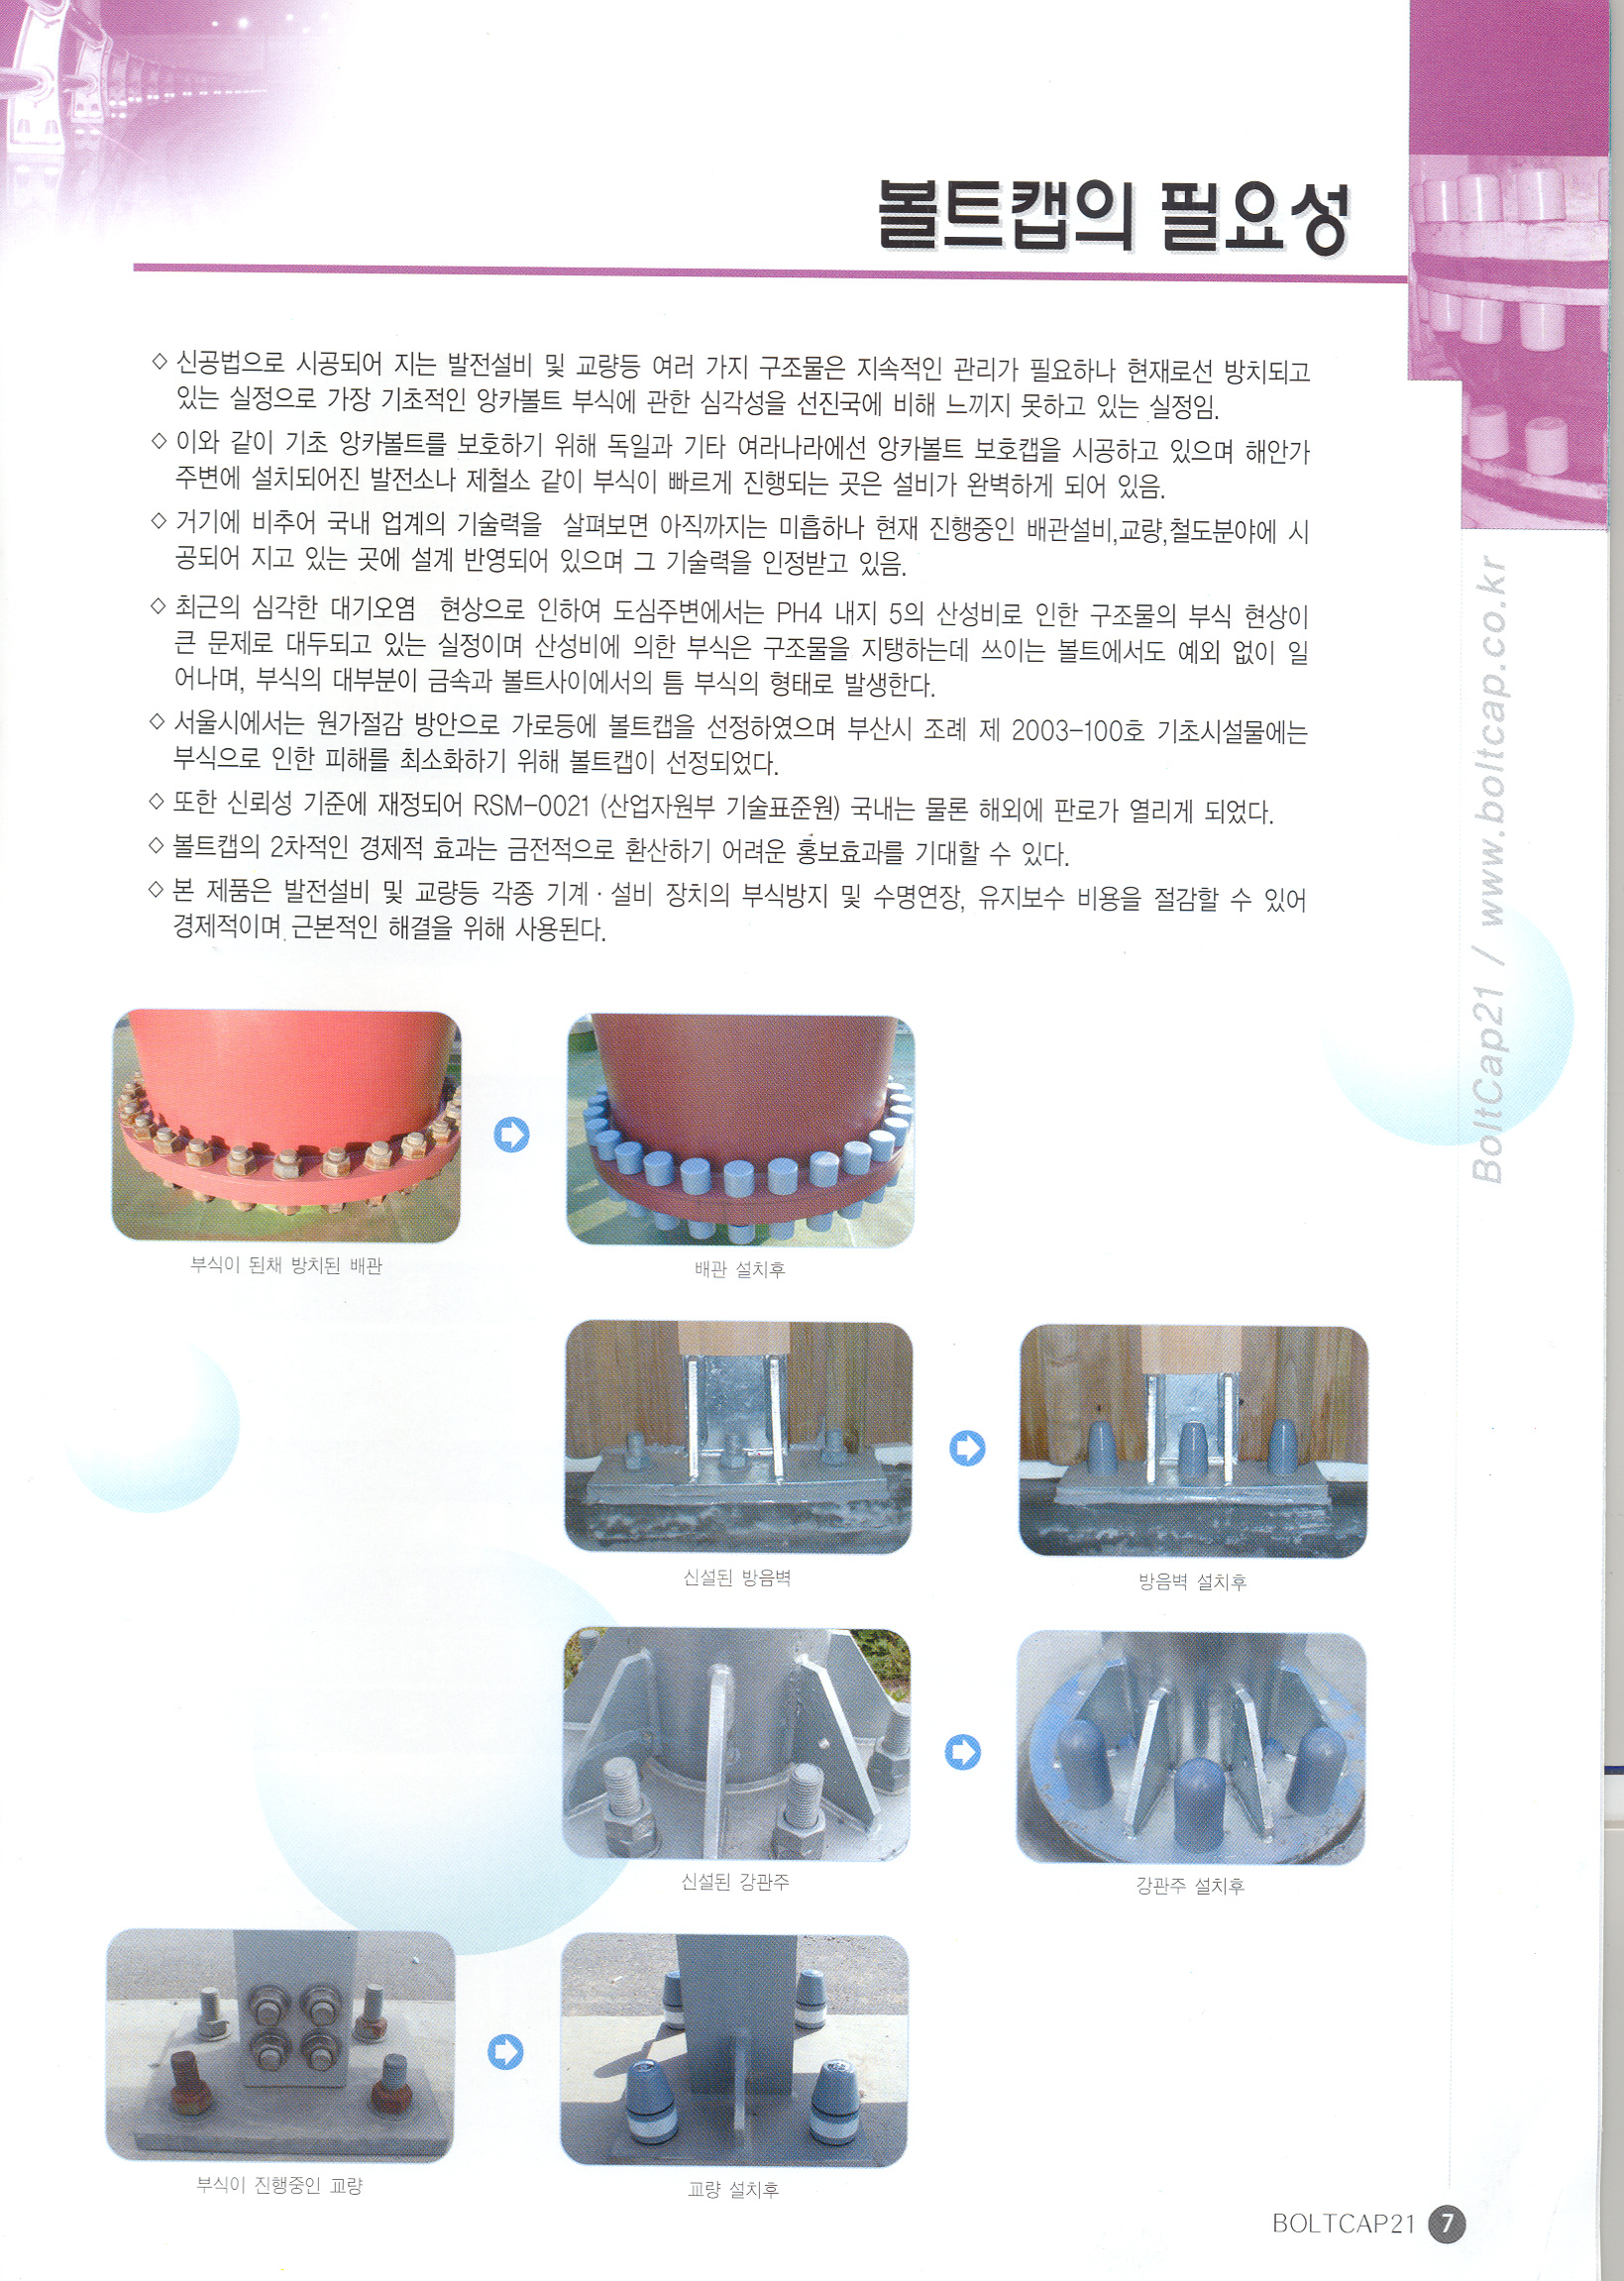 볼트캡의 필요성
◇ 신공법으로 시공되어 지는 발전설비 및 교량등 여러 가지 구조물은 지속적인 관리가 필요하나 현재로선 방치되고
있는 실정으로 가장 기초적인 앙카볼트 부식에 관한 심각성을 선진국에 비해 느끼지 못하고 있는 실정임.
◇ 이와 같이 기초 앙카볼트를 보호하기 위해 독일과 기타 여라나라에선 앙카볼트 보호캡을 시공하고 있으며 해안가
주변에 설치되어진 발전소나 제철소 같이 부식이 빠르게 진행되는 곳은 설비가 완벽하게 되어 있음.
◇ 거기에 비추어 국내 업계의 기술력을 살펴보면 아직까지는 미흡하나 현재 진행중인 배관설비,교량,철도분야에 시
공되어 지고 있는 곳에 설계 반영되어 있으며 그 기술력을 인정받고 있음.
◇ 최근의 심각한 대기오염 현상으로 인하여 도심주변에서는 PH4 내지 5의 산성비로 인한 구조물의 부식 현상이
큰 문제로 대두되고 있는 실정이며 산성비에 의한 부식은 구조물을 지탱하는데 쓰이는 볼트에서도 예외 없이 일
어나며, 부식의 대부분이 금속과 볼트사이에서의 틈 부식의 형태로 발생한다.
◇ 서울시에서는 원가절감 방안으로 가로등에 볼트캡을 선정하였으며 부산시 조례 제 2003-100호 기초시설물에는
부식으로 인한 피해를 최소화하기 위해 볼트캡이 선정되었다.
◇ 또한 신뢰성 기준에 재정되어 RSM-0021 (산업자원부 기술표준원) 국내는 물론 해외에 판로가 열리게 되었다.
◇ 볼트캡의 2차적인 경제적 효과는 금전적으로 환산하기 어려운 홍보효과를 기대할 수 있다.
◇ 본 제품은 발전설비 및 교량등 각종 기계·설비 장치의 부식방지 및 수명연장, 유지보수 비용을 절감할 수 있어
경제적이며, 근본적인 해결을 위해 사용된다.
BoltCap21 / www.boltcap.co.kr
부식이 된채 방치된 배관
배관 설치후
신설된 방음벽
방음벽 설치후
신설된 강관주
강관주 설치후
부식이 진행중인 교량
교량 설치후
BOLTCAP21 7